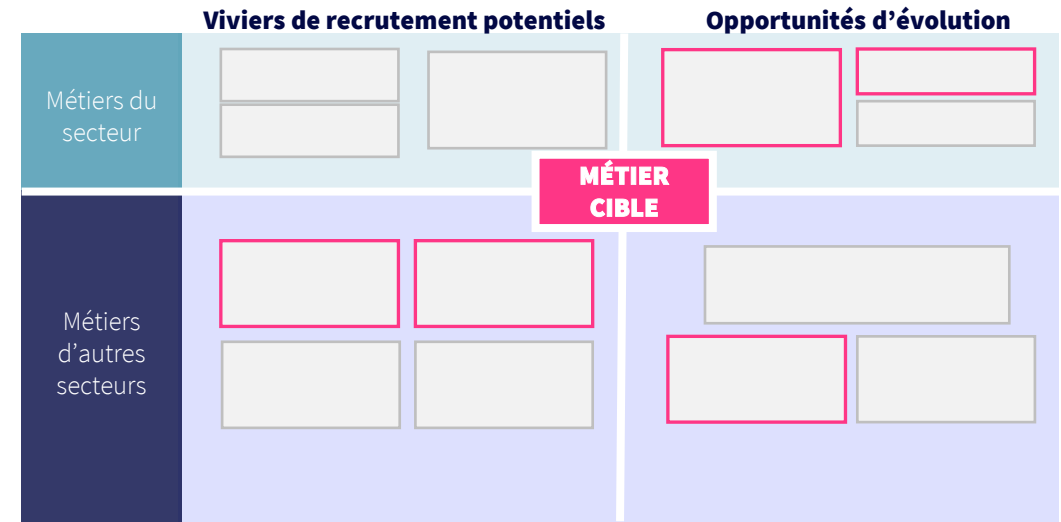 Viviers de recrutement potentiels
Opportunités d’évolution
Métiers du
secteur
MÉTIER
CIBLE
Métiers
d’autres
secteurs